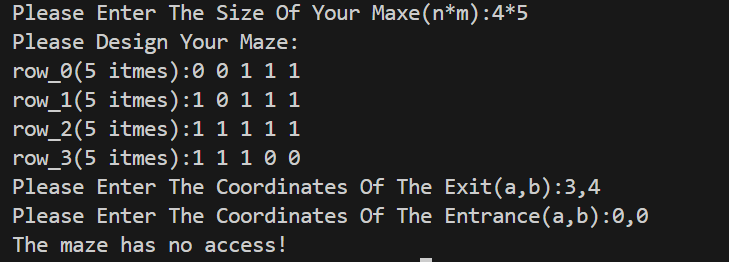 Please Enter The Size Of Your Maxe(n*m):4*5
Please Design Your Maze:
row_0(5 itmes):0 0 1 1 1
row_1(5 itmes):1 0 1 1 1
row_2(5 itmes):1 1 1 1 1
row_3(5 itmes):1 1 1 0 0
Please Enter The Coordinates Of The Exit(a,b):3,4
Please Enter The Coordinates Of The Entrance(a,b):0,0
The maze has no access!